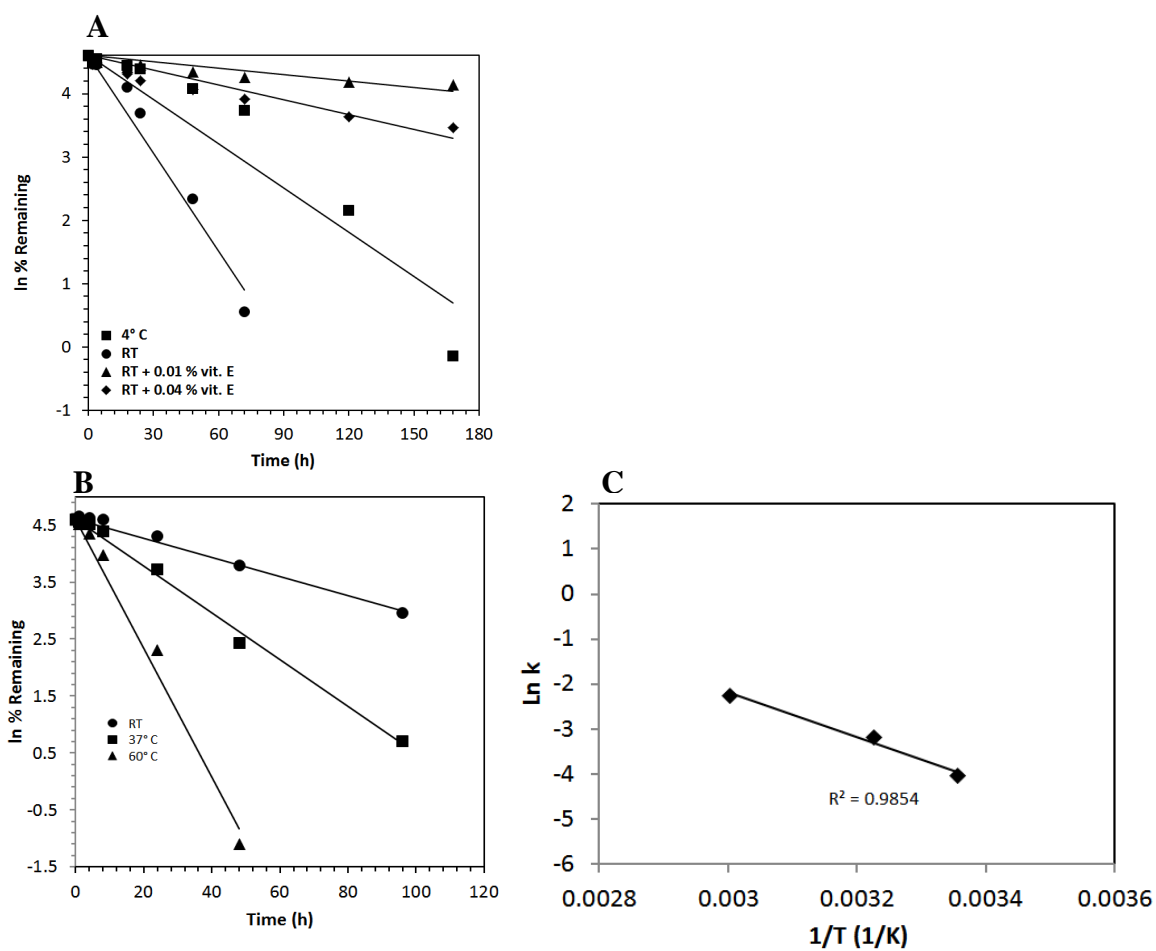 A
4
3
2
1
0
-1
ln % Remaining
4° C
RT
RT + 0.01 % vit. E
RT + 0.04 % vit. E
0 30 60 90 120 150 180
Time (h)
B
4.5
3.5
2.5
1.5
0.5
-0.5
-1.5
ln % Remaining
RT
37° C
60° C
0 20 40 60 80 100 120
Time (h)
C
2
1
0
-1
-2
-3
-4
-5
-6
Ln k
R² = 0.9854
0.0028 0.003 0.0032 0.0034 0.0036
1/T (1/K)